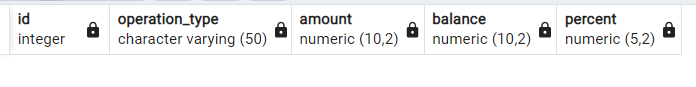 id operation_type amount balance percent
integer character varying (50) numeric (10,2) numeric (10,2) numeric (5,2)